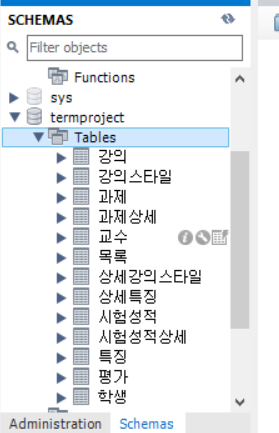 SCHEMAS
Filter objects
Functions
sys
termproject
Tables
강의
강의스타일
과제
과제상세
교수
목록
상세강의스타일
상세특징
시험성적
시험성적상세
특징
평가
학생
Administration Schemas